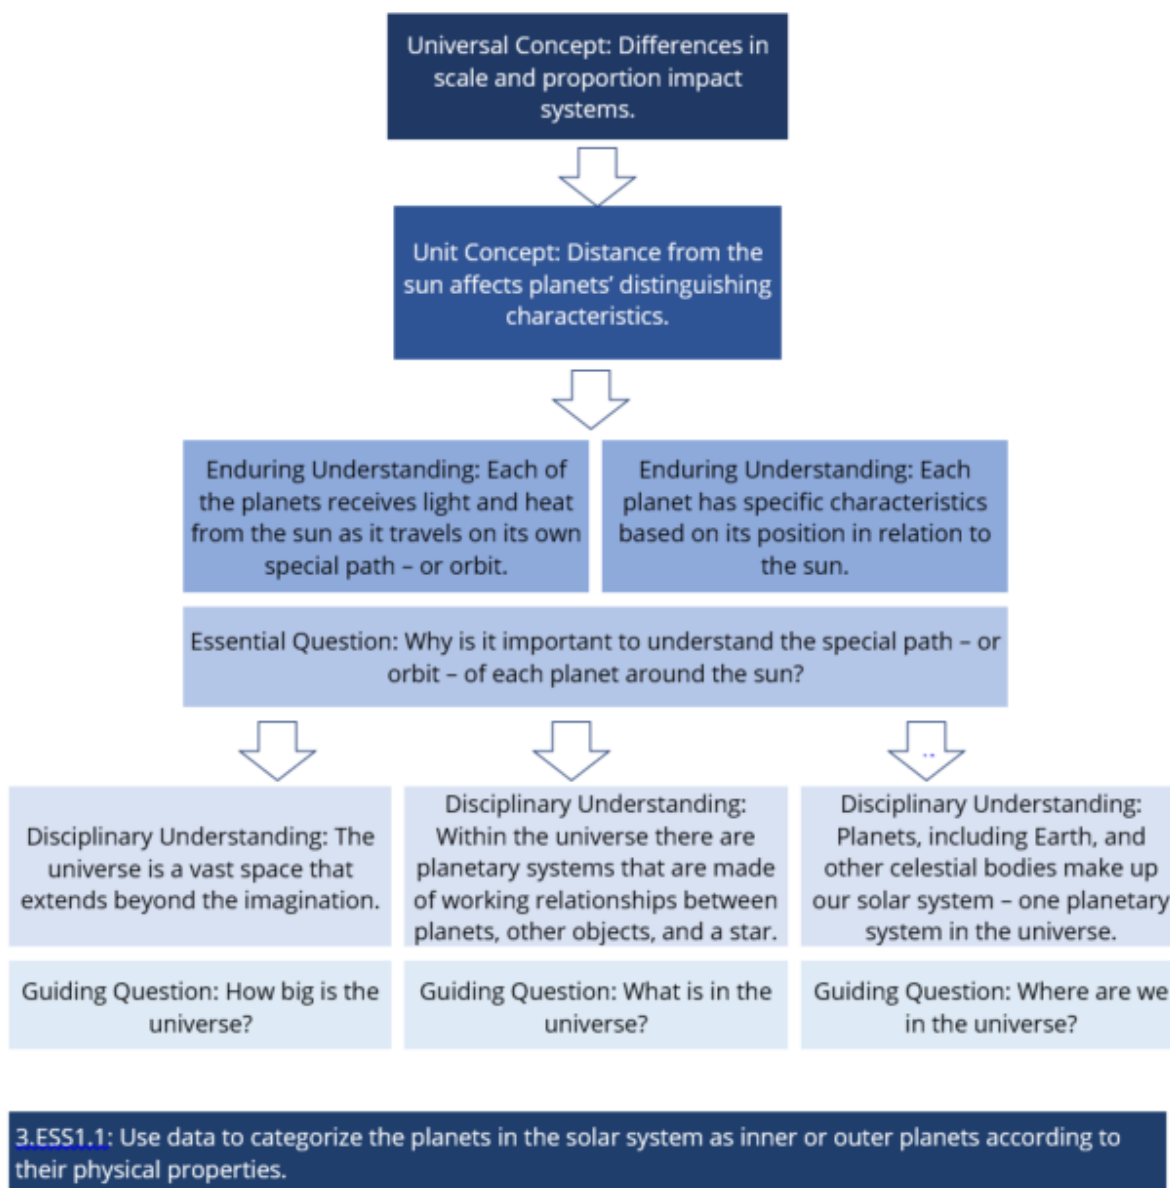 Universal Concept: Differences in
scale and proportion impact
systems.
Unit Concept: Distance from the
sun affects planets’ distinguishing
characteristics.
Enduring Understanding: Each of
the planets receives light and heat
from the sun as it travels on its own
special path – or orbit.
Enduring Understanding: Each
planet has specific characteristics
based on its position in relation to
the sun.
Essential Question: Why is it important to understand the special path – or
orbit – of each planet around the sun?
Disciplinary Understanding: The
universe is a vast space that
extends beyond the imagination.
Disciplinary Understanding:
Within the universe there are
planetary systems that are made
of working relationships between
planets, other objects, and a star.
Disciplinary Understanding:
Planets, including Earth, and
other celestial bodies make up
our solar system – one planetary
system in the universe.
Guiding Question: How big is the
universe?
Guiding Question: What is in the
universe?
Guiding Question: Where are we
in the universe?
3.ESS1.1: Use data to categorize the planets in the solar system as inner or outer planets according to
their physical properties.